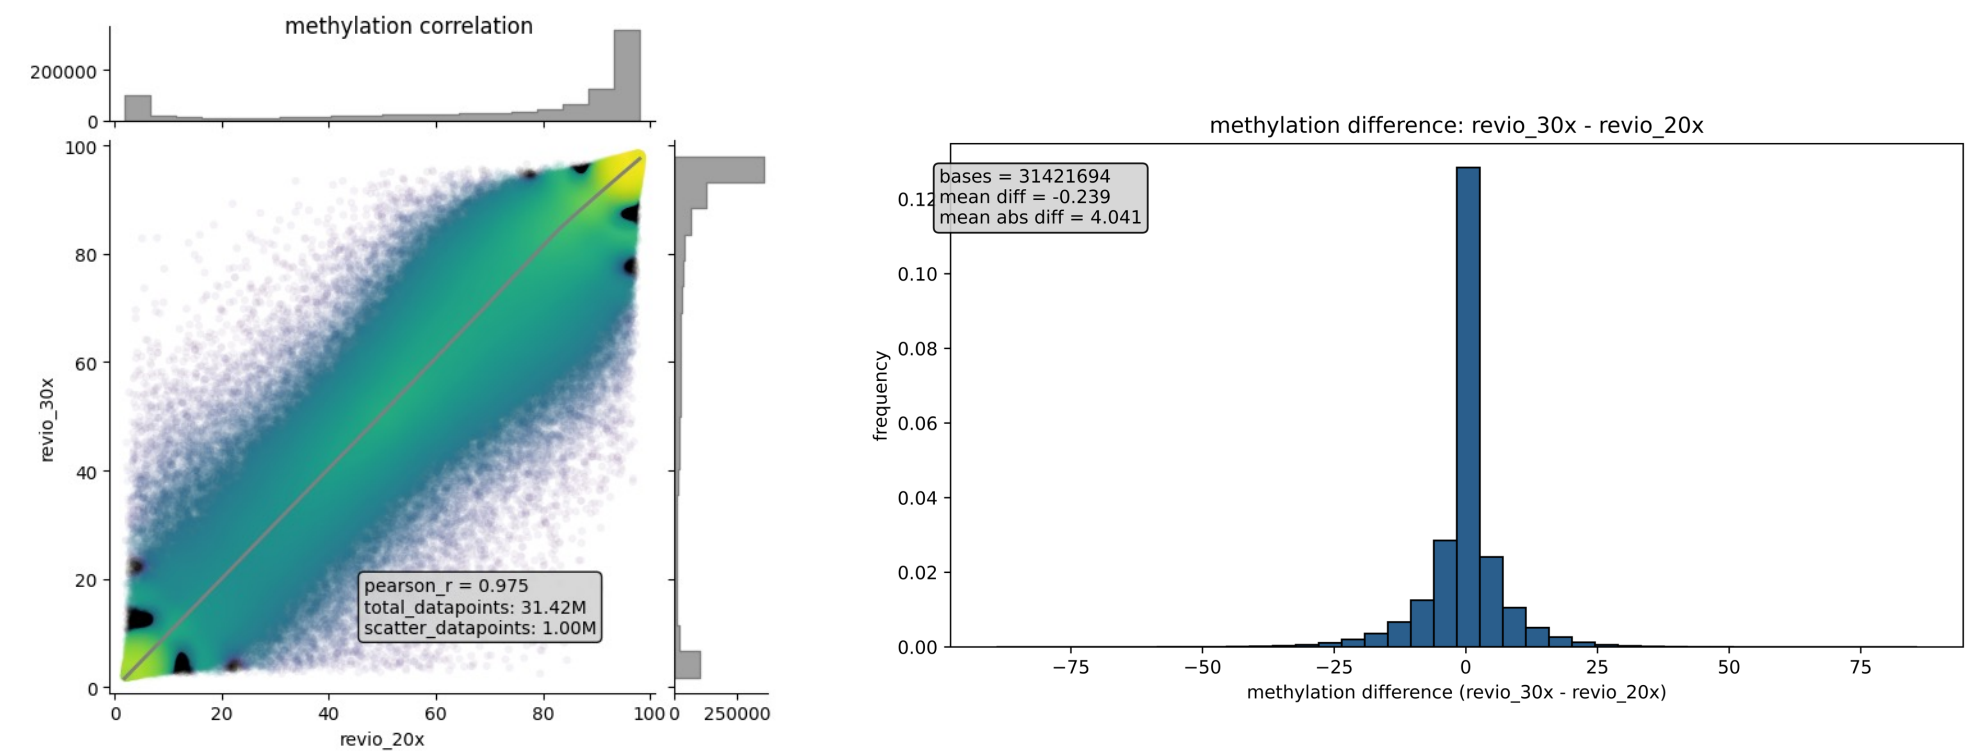 methylation correlation
200000
0
100
80
60
40
20
0
revio_30x
pearson_r = 0.975
total_datapoints: 31.42M
scatter_datapoints: 1.00M
0
20
40
60
80
100
0
250000
revio_20x
methylation difference: revio_30x - revio_20x
bases = 31421694
mean diff = -0.239
mean abs diff = 4.041
0.12
0.10
0.08
0.06
0.04
0.02
0.00
frequency
−75
−50
−25
0
25
50
75
methylation difference (revio_30x - revio_20x)